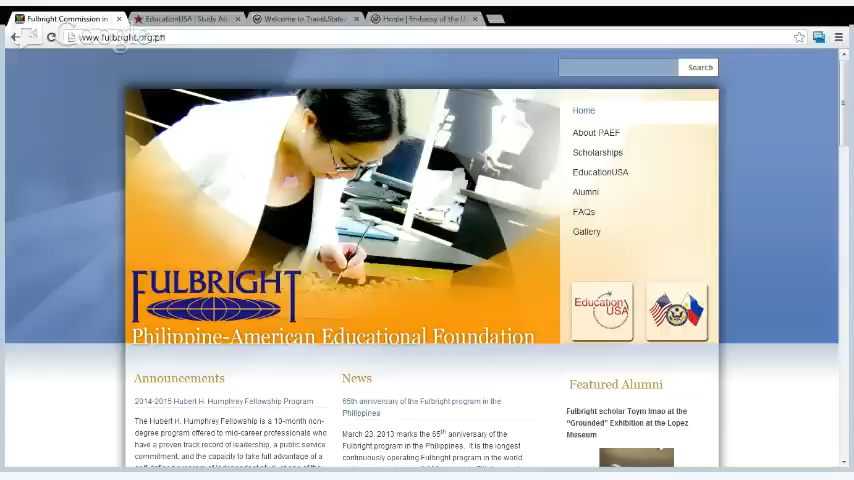 Fulbright Commission in
EducationUSA | Study
Welcome to TravelState
Home | Embassy of the U
Google
www.fulbright.org.ph
Search
Home
About PAEF
Scholarships
EducationUSA
Alumni
FAQs
Gallery
FULBRIGHT
Philippine-American Educational Foundation
Education
USA
Announcements
2014-2015 Hubert H. Humphrey Fellowship Program
The Hubert H. Humphrey Fellowship is a 10-month non-
degree program offered to mid-career professionals who
have a proven track record of leadership, a public service
commitment, and the capacity to take full advantage of a
News
65th anniversary of the Fulbright program in the
Philippines
March 23, 2013 marks the 65th anniversary of the
Fulbright program in the Philippines. It is the longest
continuously operating Fulbright program in the world
Featured Alumni
Fulbright scholar Toym Imao at the
"Grounded" Exhibition at the Lopez
Museum